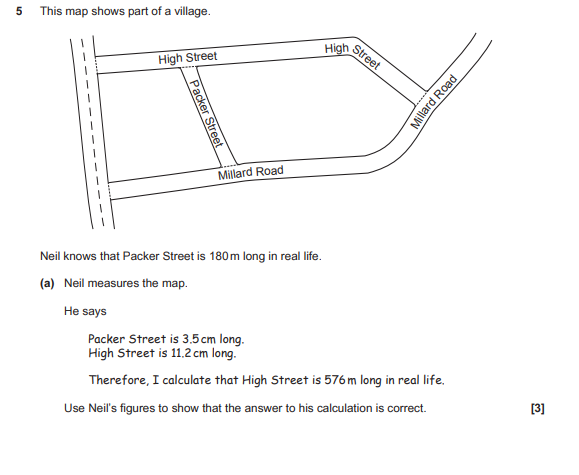 5 This map shows part of a village.
High Street
High Street
Packer Street
Millard Road
Millard Road
Neil knows that Packer Street is 180 m long in real life.
(a) Neil measures the map.
He says
Packer Street is 3.5 cm long.
High Street is 11.2 cm long.
Therefore, I calculate that High Street is 576 m long in real life.
Use Neil's figures to show that the answer to his calculation is correct. [3]